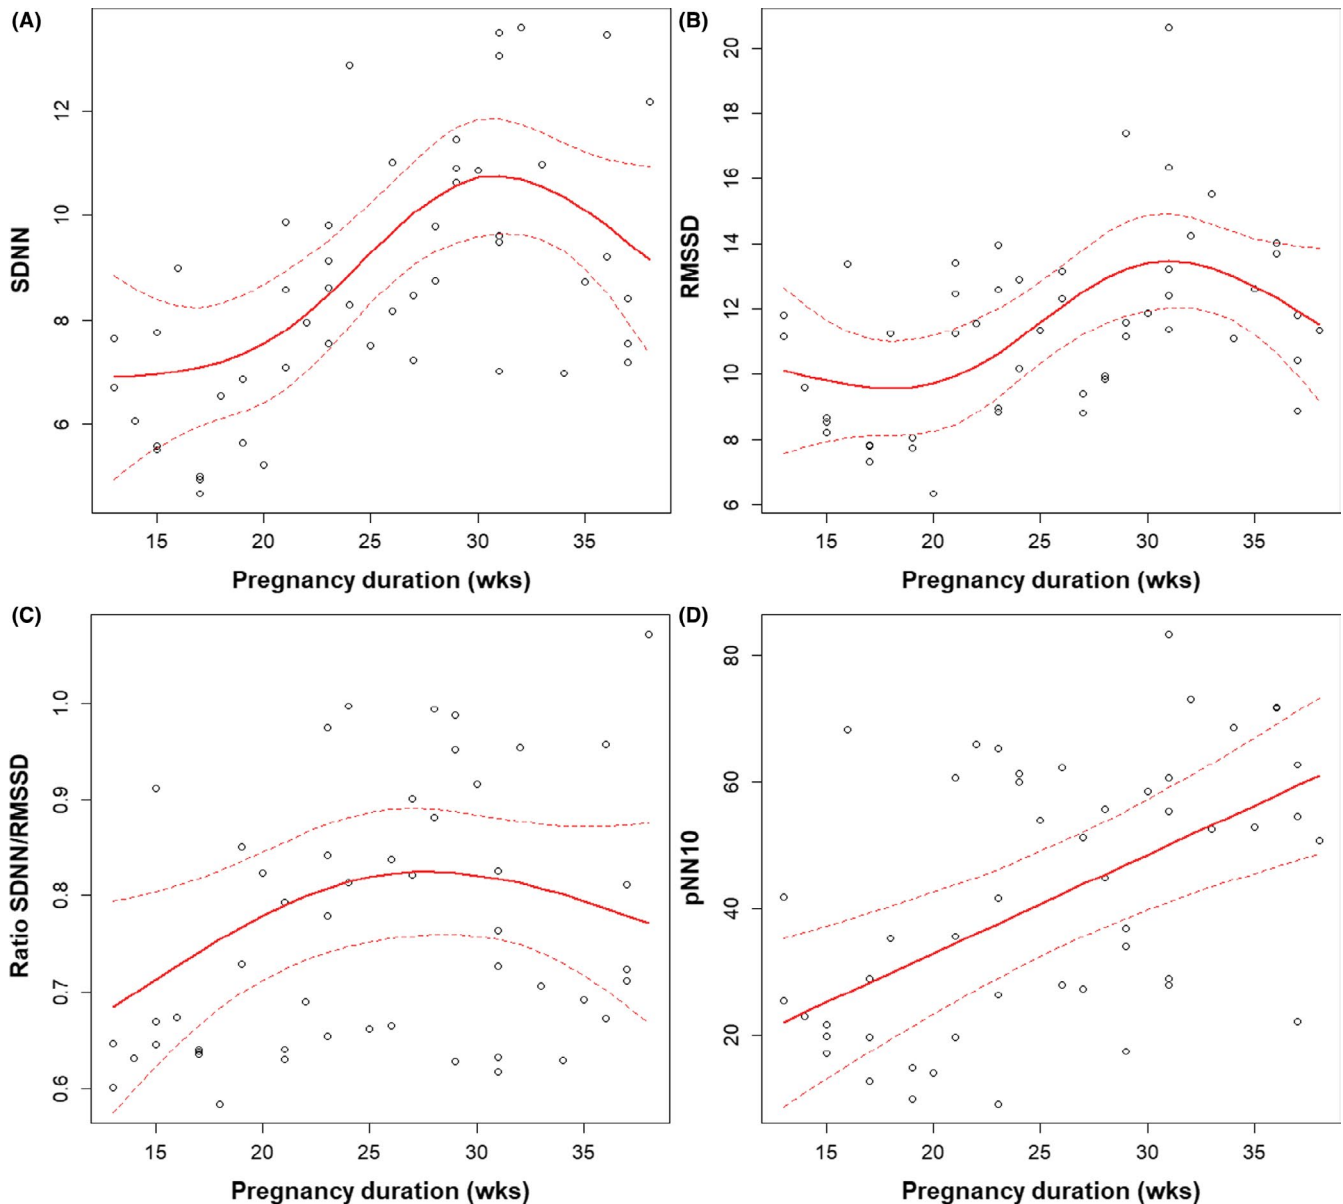 (A)
SDNN
12
10
8
6
15 20 25 30 35
Pregnancy duration (wks)
(B)
RMSSD
20
18
16
14
12
10
8
6
15 20 25 30 35
Pregnancy duration (wks)
(C)
Ratio SDNN/RMSSD
1.0
0.9
0.8
0.7
0.6
15 20 25 30 35
Pregnancy duration (wks)
(D)
pNN10
80
60
40
20
15 20 25 30 35
Pregnancy duration (wks)